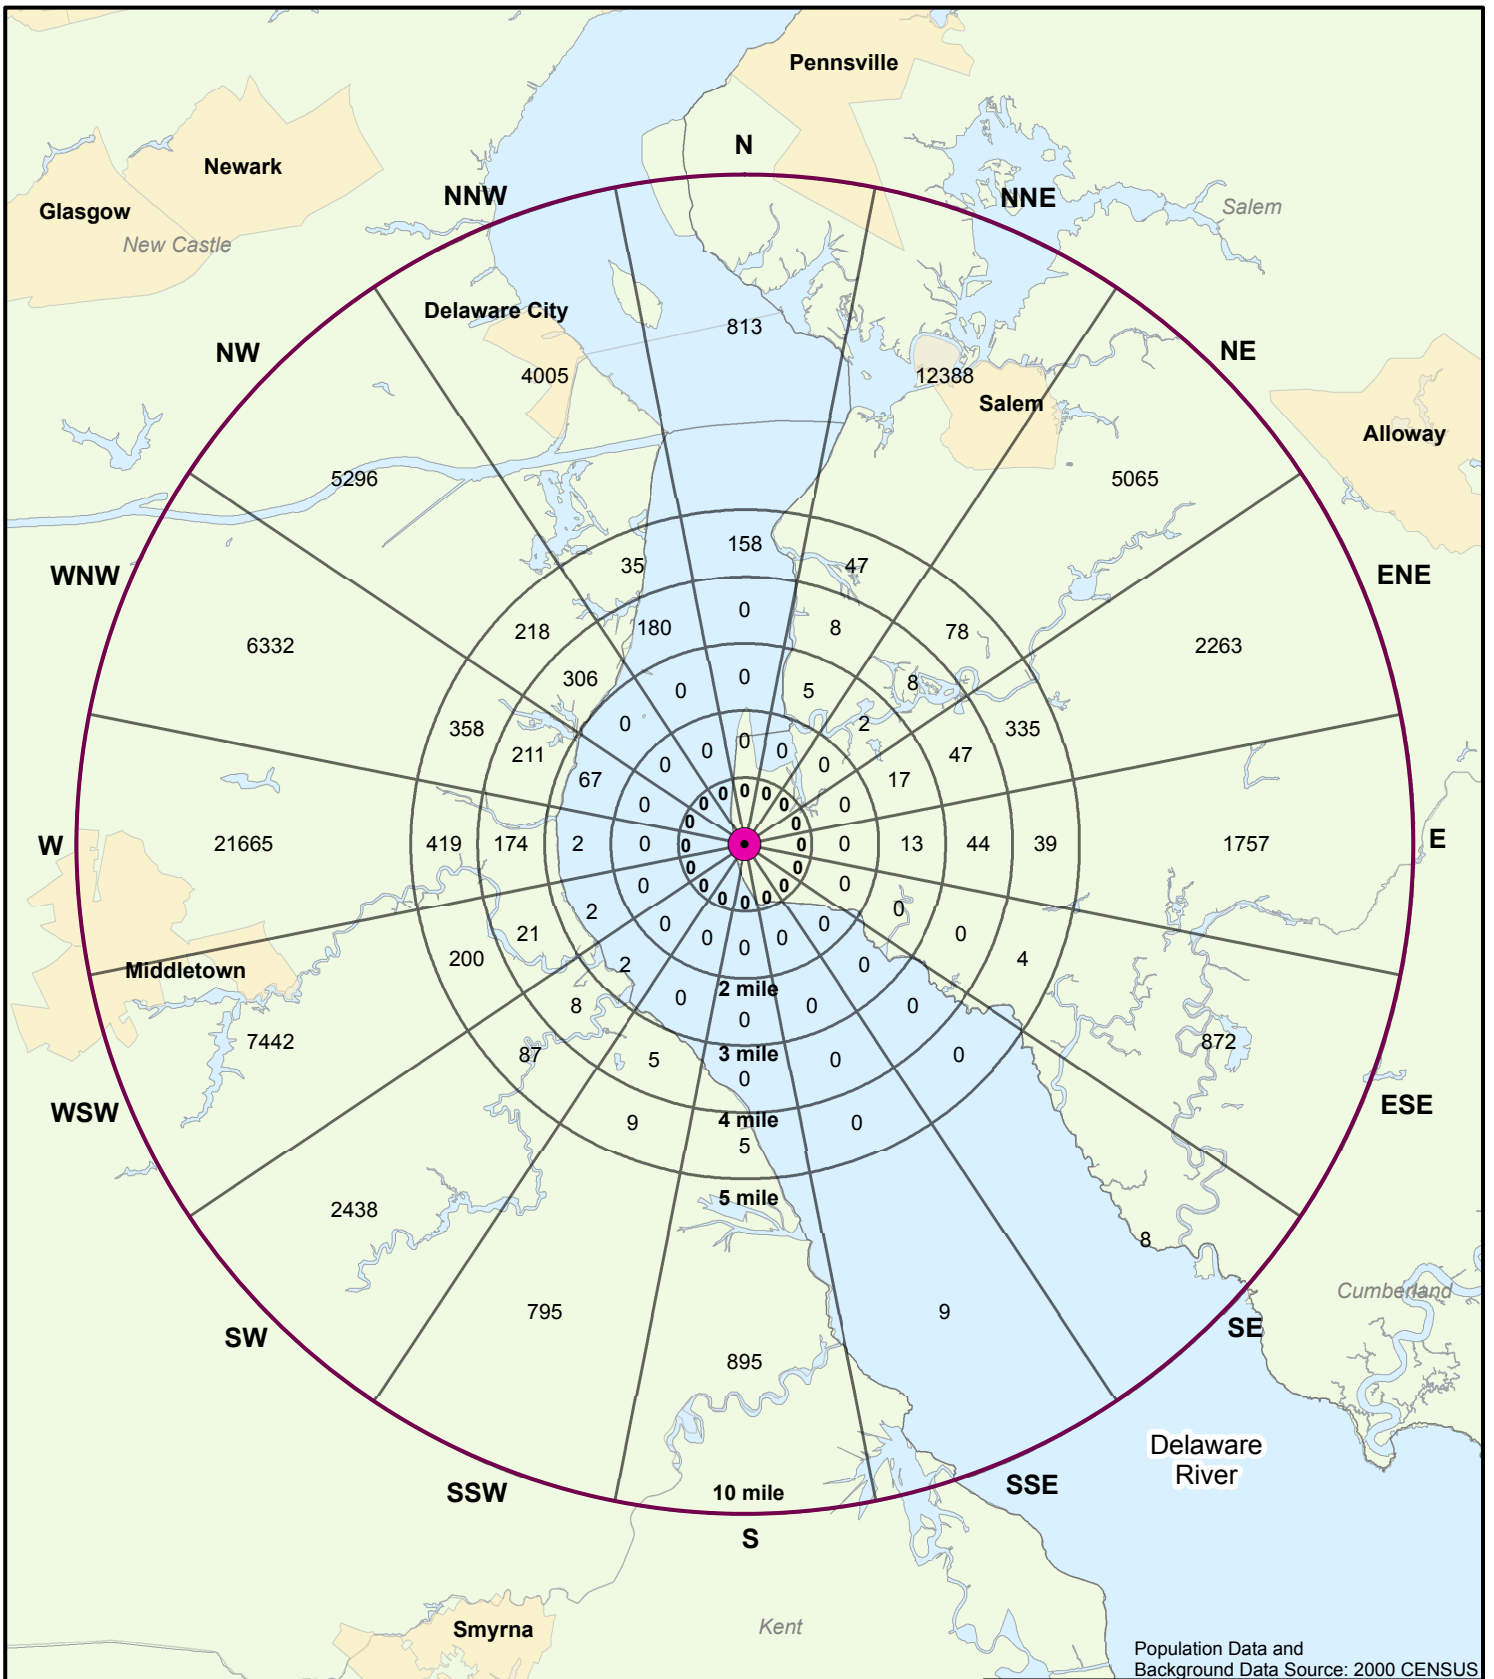 Pennsville
N
Newark
NNW
NNE
Salem
Glasgow
New Castle
Delaware City
813
NW
NE
4005
12388
Salem
Alloway
5296
5065
158
35
47
WNW
ENE
0
218
180
8
78
6332
2263
306
0
0
5
8
358
0
2
335
211
0
0
0
47
67
0
0
17
0
0
0
0
0
0
0
0
0
0
0
W
21665
419
174
2
0
0
0
0
13
44
39
1757
E
0
0
0
0
0
0
0
0
0
2
0
200
21
0
0
0
0
0
0
4
Middletown
2
0
2 mile
8
0
0
0
0
7442
87
5
3 mile
0
0
872
0
WSW
9
4 mile
0
ESE
5
5 mile
2438
8
Cumberland
SW
795
9
SE
895
Delaware
River
SSW
10 mile
SSE
S
Smyrna
Kent
Population Data and
Background Data Source: 2000 CENSUS